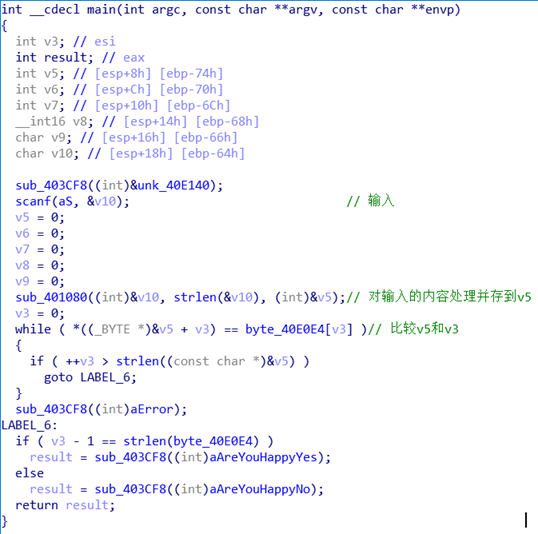 int __cdecl main(int argc, const char **argv, const char **envp)
{
  int v3; // esi
  int result; // eax
  int v5; // [esp+8h] [ebp-74h]
  int v6; // [esp+Ch] [ebp-70h]
  int v7; // [esp+10h] [ebp-6Ch]
  __int16 v8; // [esp+14h] [ebp-68h]
  char v9; // [esp+16h] [ebp-66h]
  char v10; // [esp+18h] [ebp-64h]

  sub_403CF8((int)&unk_40E140);
  scanf(aS, &v10);                              // 输入
  v5 = 0;
  v6 = 0;
  v7 = 0;
  v8 = 0;
  v9 = 0;
  sub_401080((int)&v10, strlen(&v10), (int)&v5);// 对输入的内容处理并存到v5
  v3 = 0;
  while ( *((_BYTE *)&v5 + v3) == byte_40E0E4[v3] )// 比较v5和v3
  {
    if ( ++v3 > strlen((const char *)&v5) )
      goto LABEL_6;
  }
  sub_403CF8((int)aError);
LABEL_6:
  if ( v3 - 1 == strlen(byte_40E0E4) )
    result = sub_403CF8((int)aAreYouHappyYes);
  else
    result = sub_403CF8((int)aAreYouHappyNo);
  return result;
}